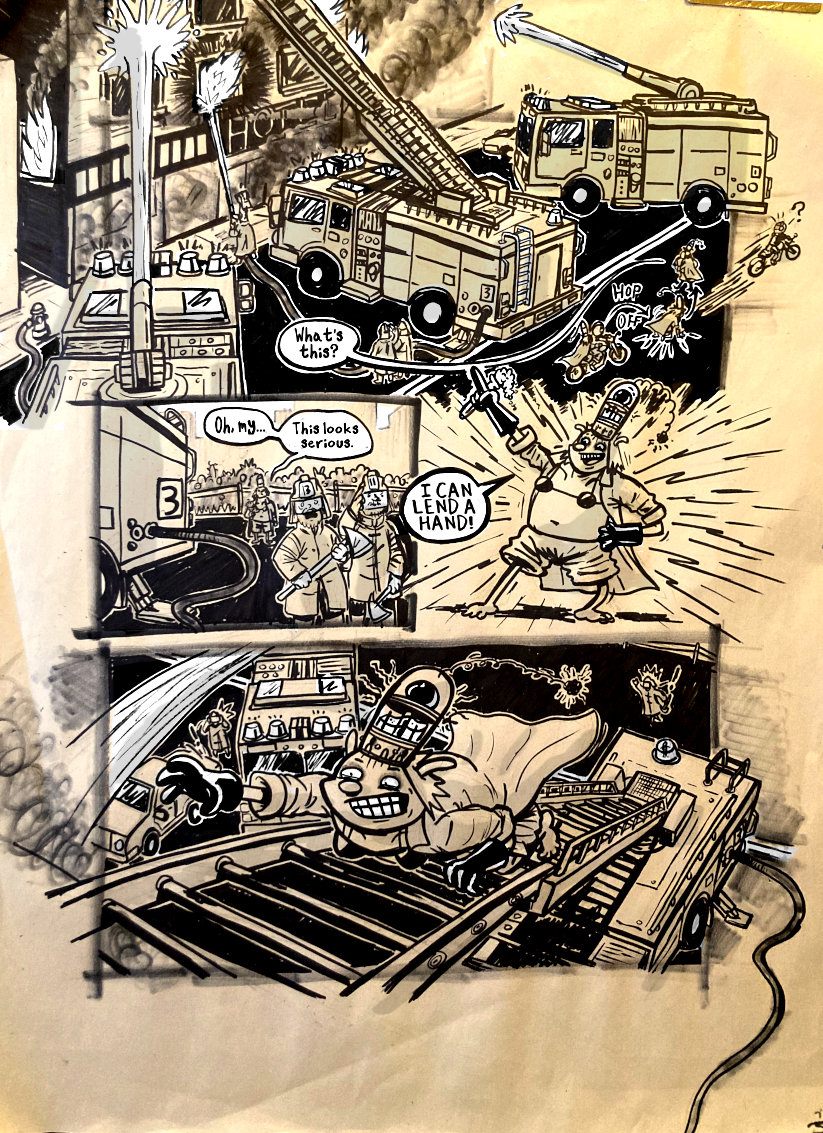 HOTEL
?
HOP
OFF
What's
this?
3
Oh, my...
This looks
serious.
3
I CAN
LEND A
HAND!